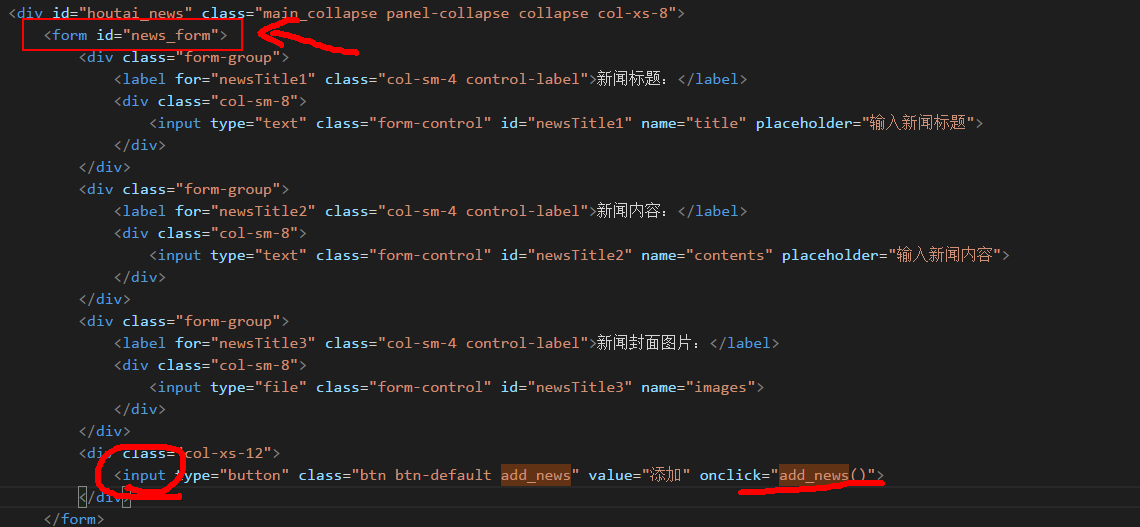 <div id="houtai_news" class="main_collapse panel-collapse collapse col-xs-8">
<form id="news_form">
<div class="form-group">
<label for="newsTitle1" class="col-sm-4 control-label">新闻标题：</label>
<div class="col-sm-8">
<input type="text" class="form-control" id="newsTitle1" name="title" placeholder="输入新闻标题">
</div>
</div>
<div class="form-group">
<label for="newsTitle2" class="col-sm-4 control-label">新闻内容：</label>
<div class="col-sm-8">
<input type="text" class="form-control" id="newsTitle2" name="contents" placeholder="输入新闻内容">
</div>
</div>
<div class="form-group">
<label for="newsTitle3" class="col-sm-4 control-label">新闻封面图片：</label>
<div class="col-sm-8">
<input type="file" class="form-control" id="newsTitle3" name="images">
</div>
</div>
<div class="col-xs-12">
<input type="button" class="btn btn-default add_news" value="添加" onclick="add_news()">
</div>
</form>